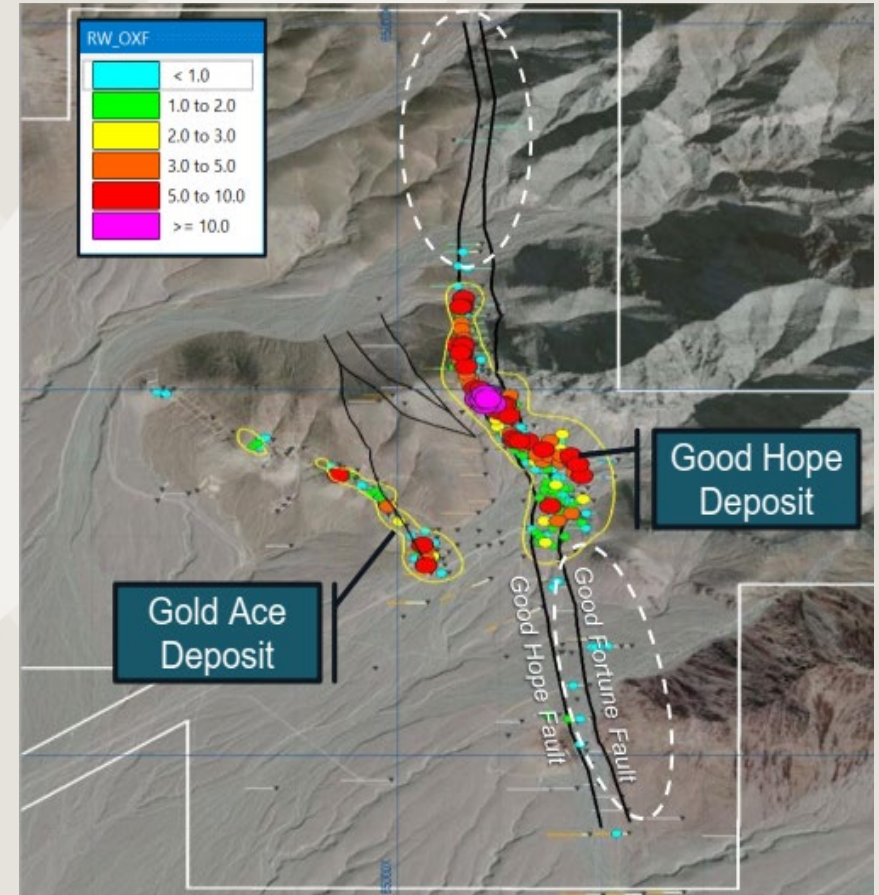 RW_OXF
< 1.0
1.0 to 2.0
2.0 to 3.0
3.0 to 5.0
5.0 to 10.0
>= 10.0
Good Hope
Deposit
Gold Ace
Deposit
Good Hope Fault
Good Fortune Fault